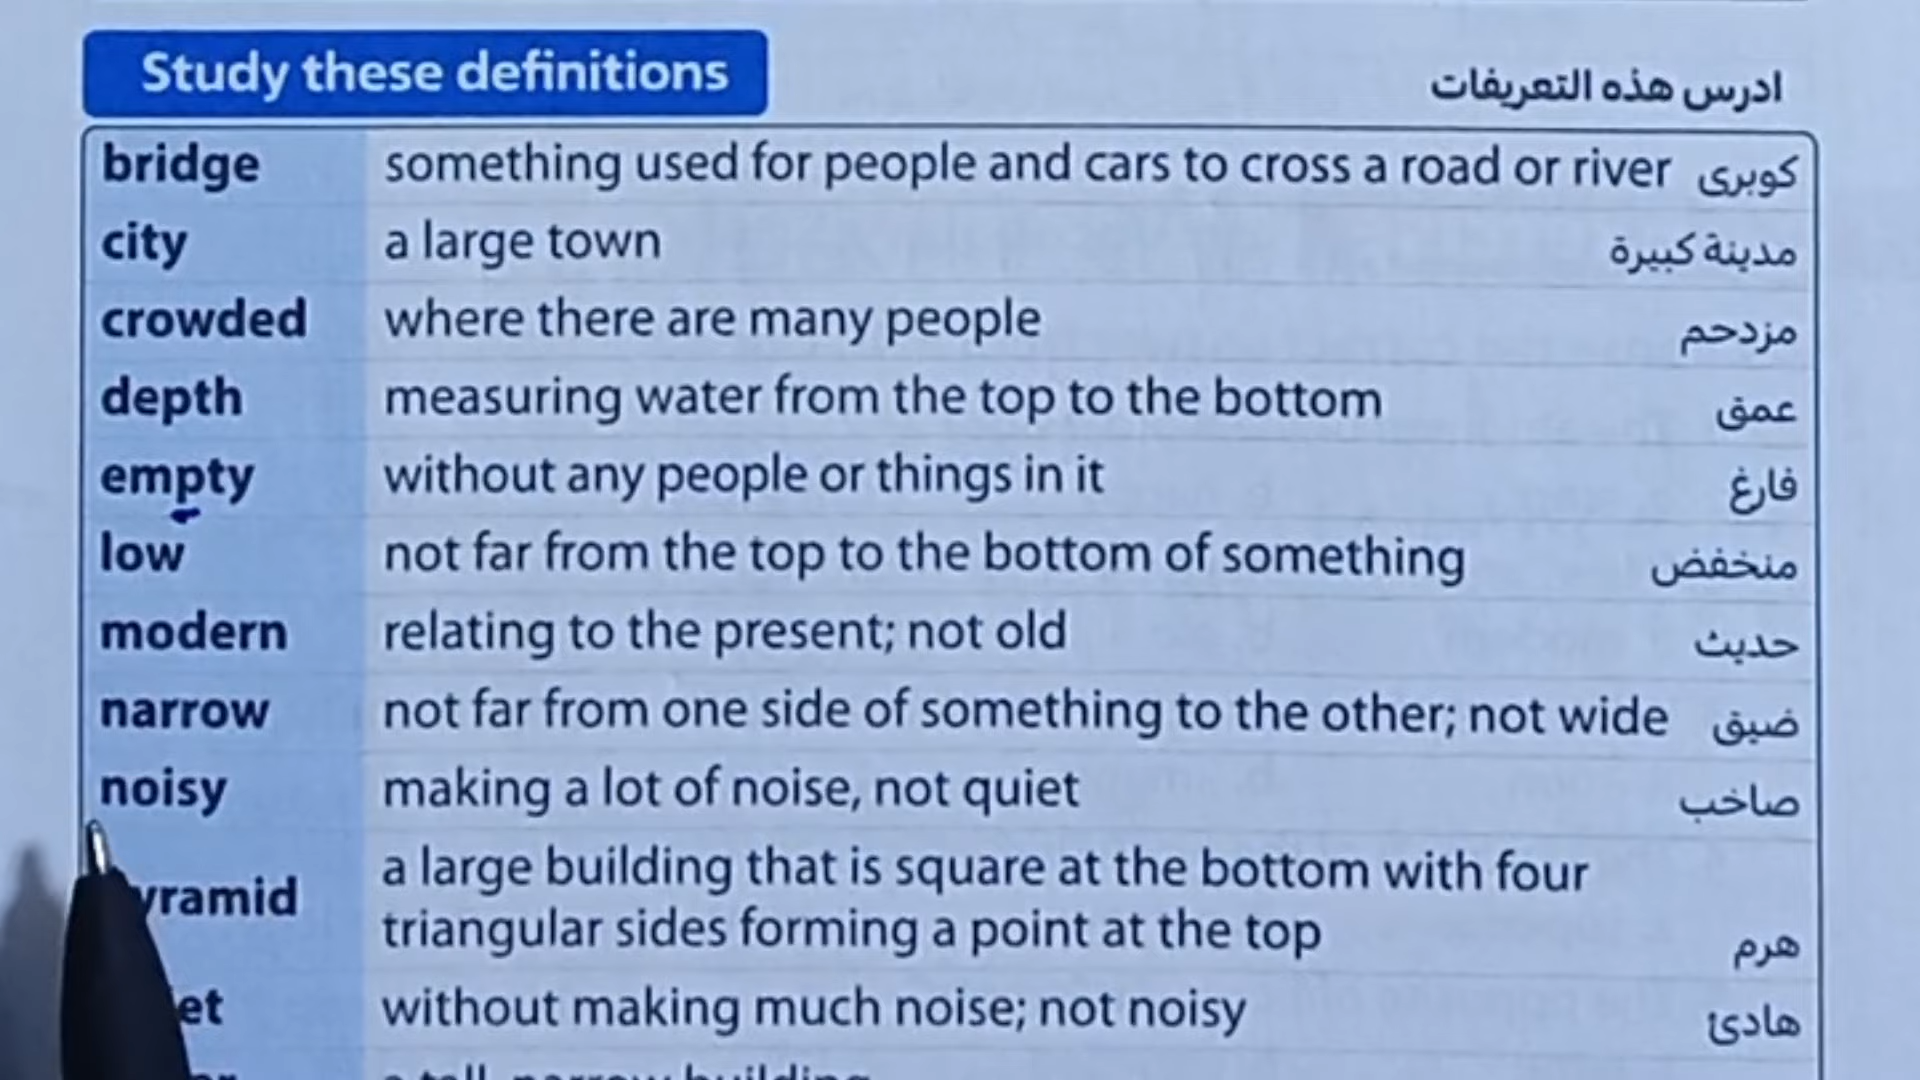 Study these definitions ادرس هذه التعريفات
bridge something used for people and cars to cross a road or river كوبرى
city a large town مدينة كبيرة
crowded where there are many people مزدحم
depth measuring water from the top to the bottom عمق
empty without any people or things in it فارغ
low not far from the top to the bottom of something منخفض
modern relating to the present; not old حديث
narrow not far from one side of something to the other; not wide ضيق
noisy making a lot of noise, not quiet صاخب
yramid a large building that is square at the bottom with four
triangular sides forming a point at the top هرم
et without making much noise; not noisy هادئ
a tall, narrow building